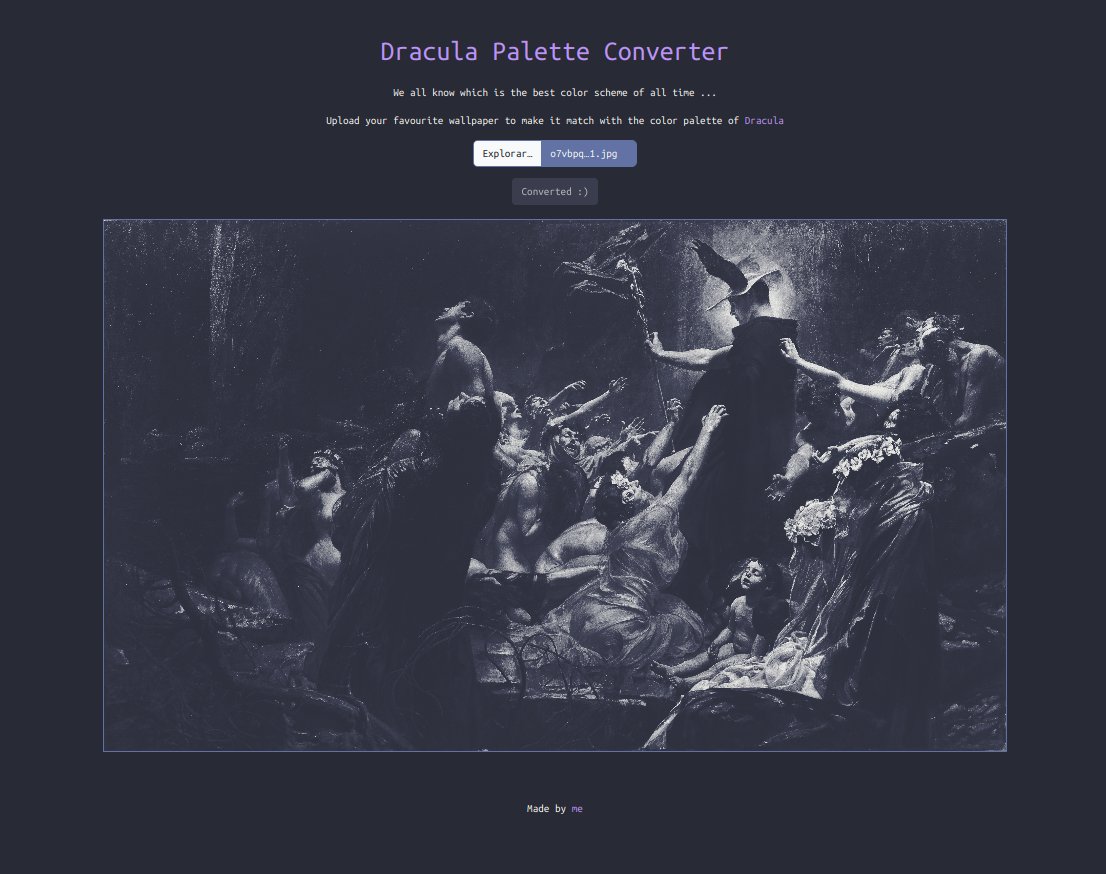 Dracula Palette Converter
We all know which is the best color scheme of all time ...
Upload your favourite wallpaper to make it match with the color palette of Dracula
Explorar… o7vbpq…1.jpg
Converted :)
Made by me